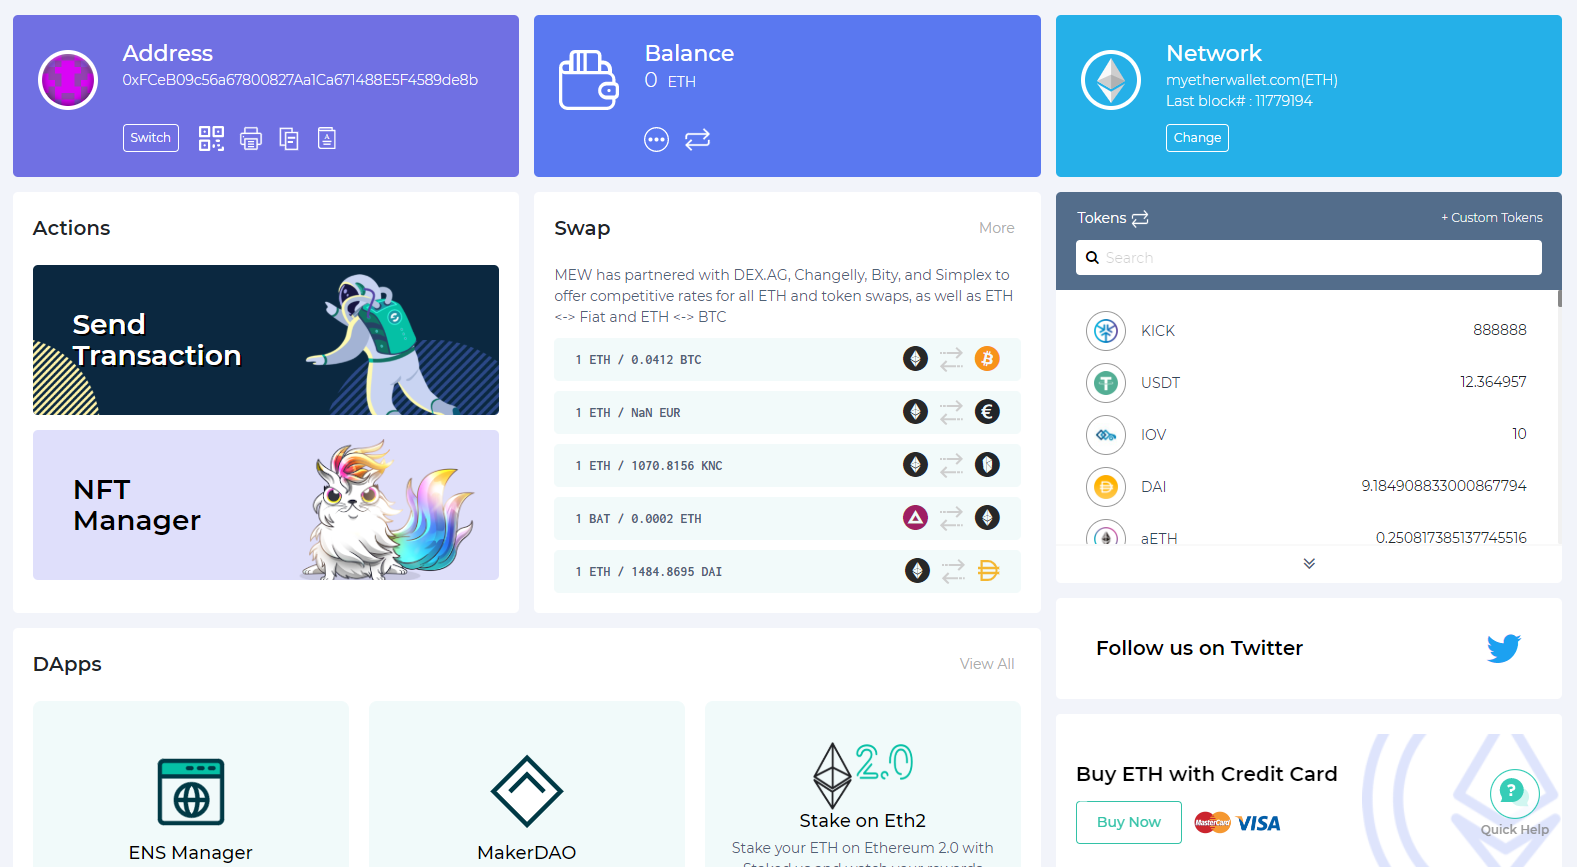 Address
0xFCeB09c56a67800827Aa1Ca671488E5F4589de8b
Switch
Balance
0 ETH
Network
myetherwallet.com(ETH)
Last block# : 11779194
Change
Actions
Send
Transaction
NFT
Manager
Swap
More
MEW has partnered with DEX.AG, Changelly, Bity, and Simplex to
offer competitive rates for all ETH and token swaps, as well as ETH
<-> Fiat and ETH <-> BTC
1 ETH / 0.0412 BTC
1 ETH / NaN EUR
1 ETH / 1070.8156 KNC
1 BAT / 0.0002 ETH
1 ETH / 1484.8695 DAI
Tokens
+ Custom Tokens
Search
KICK 888888
USDT 12.364957
IOV 10
DAI 9.184908833000867794
aETH 0.250817385137745516
Follow us on Twitter
DApps
View All
ENS Manager
MakerDAO
2.0
Stake on Eth2
Stake your ETH on Ethereum 2.0 with
Staked.us and watch your rewards
Buy ETH with Credit Card
Buy Now
MasterCard
VISA
?
Quick Help